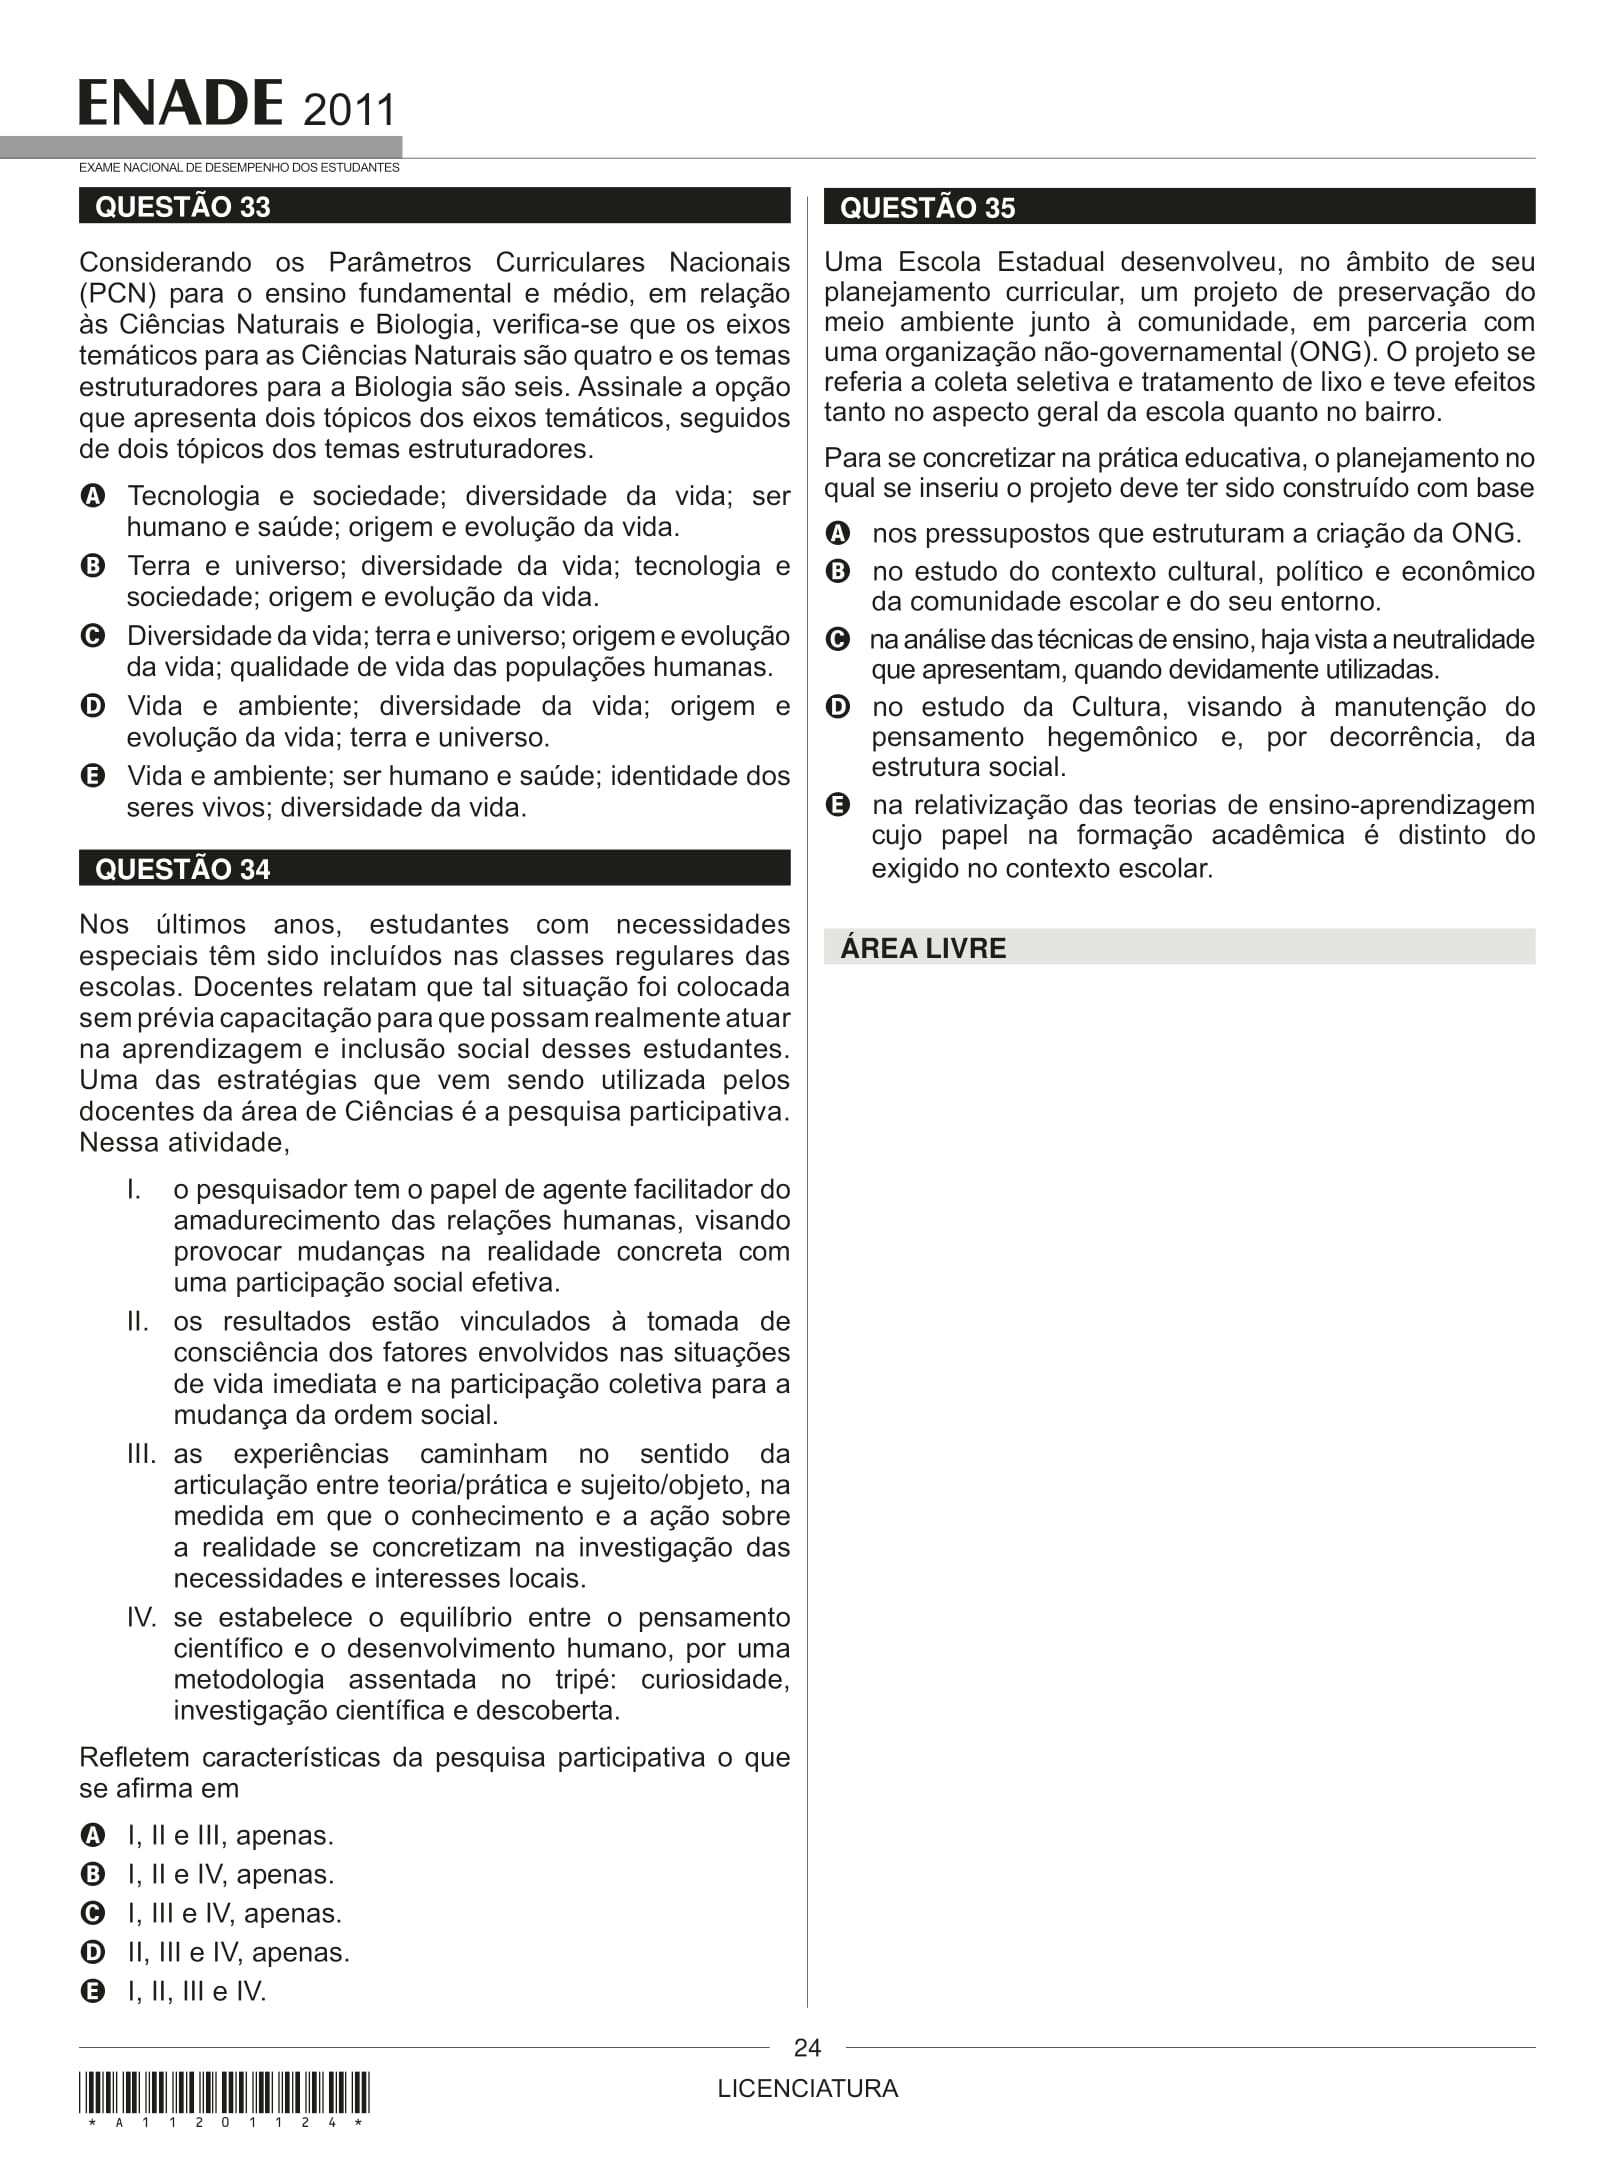 ENADE 2011
EXAME NACIONAL DE DESEMPENHO DOS ESTUDANTES
QUESTÃO 33
Considerando os Parâmetros Curriculares Nacionais
(PCN) para o ensino fundamental e médio, em relação
às Ciências Naturais e Biologia, verifica-se que os eixos
temáticos para as Ciências Naturais são quatro e os temas
estruturadores para a Biologia são seis. Assinale a opção
que apresenta dois tópicos dos eixos temáticos, seguidos
de dois tópicos dos temas estruturadores.
A Tecnologia e sociedade; diversidade da vida; ser
humano e saúde; origem e evolução da vida.
B Terra e universo; diversidade da vida; tecnologia e
sociedade; origem e evolução da vida.
C Diversidade da vida; terra e universo; origem e evolução
da vida; qualidade de vida das populações humanas.
D Vida e ambiente; diversidade da vida; origem e
evolução da vida; terra e universo.
E Vida e ambiente; ser humano e saúde; identidade dos
seres vivos; diversidade da vida.
QUESTÃO 34
Nos últimos anos, estudantes com necessidades
especiais têm sido incluídos nas classes regulares das
escolas. Docentes relatam que tal situação foi colocada
sem prévia capacitação para que possam realmente atuar
na aprendizagem e inclusão social desses estudantes.
Uma das estratégias que vem sendo utilizada pelos
docentes da área de Ciências é a pesquisa participativa.
Nessa atividade,
I. o pesquisador tem o papel de agente facilitador do
amadurecimento das relações humanas, visando
provocar mudanças na realidade concreta com
uma participação social efetiva.
II. os resultados estão vinculados à tomada de
consciência dos fatores envolvidos nas situações
de vida imediata e na participação coletiva para a
mudança da ordem social.
III. as experiências caminham no sentido da
articulação entre teoria/prática e sujeito/objeto, na
medida em que o conhecimento e a ação sobre
a realidade se concretizam na investigação das
necessidades e interesses locais.
IV. se estabelece o equilíbrio entre o pensamento
científico e o desenvolvimento humano, por uma
metodologia assentada no tripé: curiosidade,
investigação científica e descoberta.
Refletem características da pesquisa participativa o que
se afirma em
A I, II e III, apenas.
B I, II e IV, apenas.
C I, III e IV, apenas.
D II, III e IV, apenas.
E I, II, III e IV.
QUESTÃO 35
Uma Escola Estadual desenvolveu, no âmbito de seu
planejamento curricular, um projeto de preservação do
meio ambiente junto à comunidade, em parceria com
uma organização não-governamental (ONG). O projeto se
referia a coleta seletiva e tratamento de lixo e teve efeitos
tanto no aspecto geral da escola quanto no bairro.
Para se concretizar na prática educativa, o planejamento no
qual se inseriu o projeto deve ter sido construído com base
A nos pressupostos que estruturam a criação da ONG.
B no estudo do contexto cultural, político e econômico
da comunidade escolar e do seu entorno.
C na análise das técnicas de ensino, haja vista a neutralidade
que apresentam, quando devidamente utilizadas.
D no estudo da Cultura, visando à manutenção do
pensamento hegemônico e, por decorrência, da
estrutura social.
E na relativização das teorias de ensino-aprendizagem
cujo papel na formação acadêmica é distinto do
exigido no contexto escolar.
ÁREA LIVRE
24
LICENCIATURA
* A 1 1 2 0 1 1 2 4 *